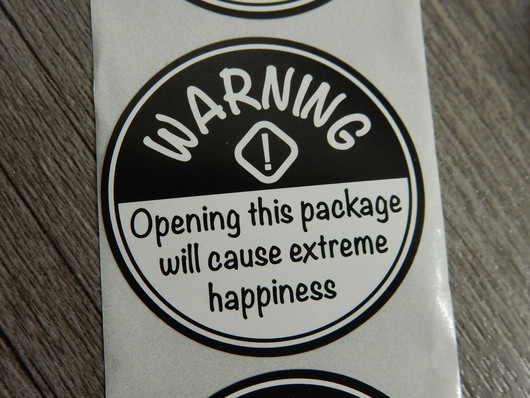 WARNING
!
Opening this package
will cause extreme
happiness